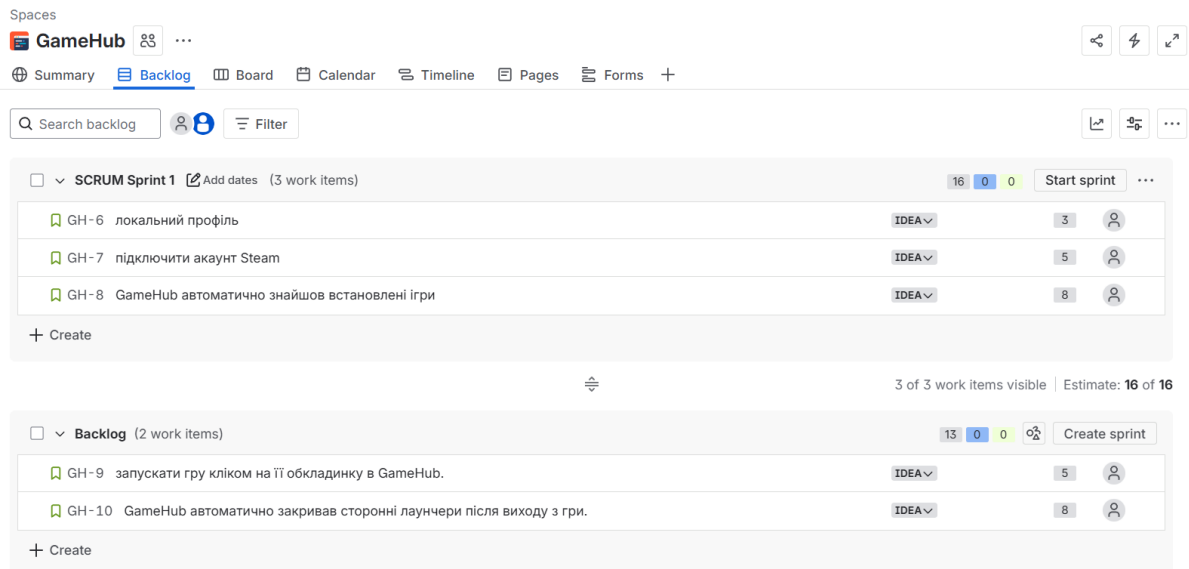 Spaces
GameHub
Summary Backlog Board Calendar Timeline Pages Forms
Search backlog Filter
SCRUM Sprint 1 Add dates (3 work items) 16 0 0 Start sprint
GH-6 локальний профіль IDEA 3
GH-7 підключити акаунт Steam IDEA 5
GH-8 GameHub автоматично знайшов встановлені ігри IDEA 8
Create
3 of 3 work items visible Estimate: 16 of 16
Backlog (2 work items) 13 0 0 Create sprint
GH-9 запускати гру кліком на її обкладинку в GameHub. IDEA 5
GH-10 GameHub автоматично закривав сторонні лаунчери після виходу з гри. IDEA 8
Create